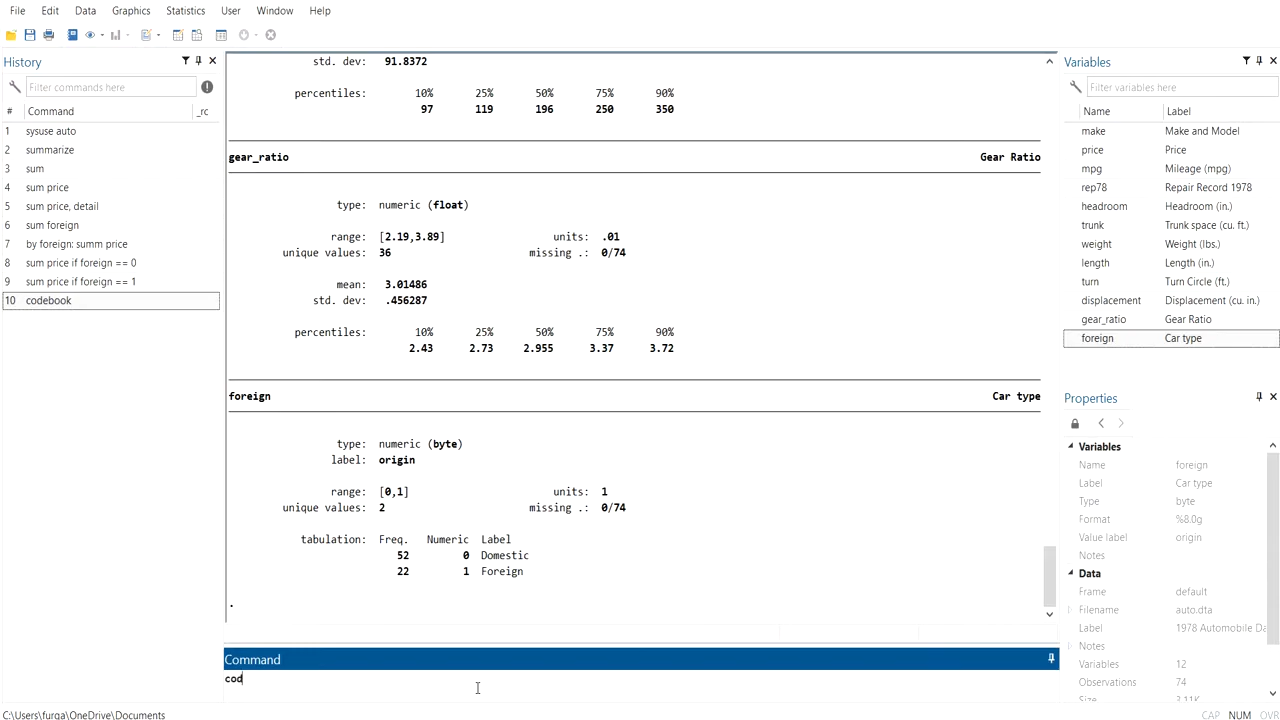 File Edit Data Graphics Statistics User Window Help
History
Filter commands here
# Command _rc
1 sysuse auto
2 summarize
3 sum
4 sum price
5 sum price, detail
6 sum foreign
7 by foreign: summ price
8 sum price if foreign == 0
9 sum price if foreign == 1
10 codebook
std. dev: 91.8372
percentiles: 10% 25% 50% 75% 90%
97 119 196 250 350
gear_ratio Gear Ratio
type: numeric (float)
range: [2.19,3.89] units: .01
unique values: 36 missing .: 0/74
mean: 3.01486
std. dev: .456287
percentiles: 10% 25% 50% 75% 90%
2.43 2.73 2.955 3.37 3.72
foreign Car type
type: numeric (byte)
label: origin
range: [0,1] units: 1
unique values: 2 missing .: 0/74
tabulation: Freq. Numeric Label
52 0 Domestic
22 1 Foreign
.
Command
cod
Variables
Filter variables here
Name Label
make Make and Model
price Price
mpg Mileage (mpg)
rep78 Repair Record 1978
headroom Headroom (in.)
trunk Trunk space (cu. ft.)
weight Weight (lbs.)
length Length (in.)
turn Turn Circle (ft.)
displacement Displacement (cu. in.)
gear_ratio Gear Ratio
foreign Car type
Properties
Variables
Name foreign
Label Car type
Type byte
Format %8.0g
Value label origin
Notes
Data
Frame default
Filename auto.dta
Label 1978 Automobile Da
Notes
Variables 12
Observations 74
Size 3.11K
C:\Users\furqa\OneDrive\Documents
CAP NUM OVR